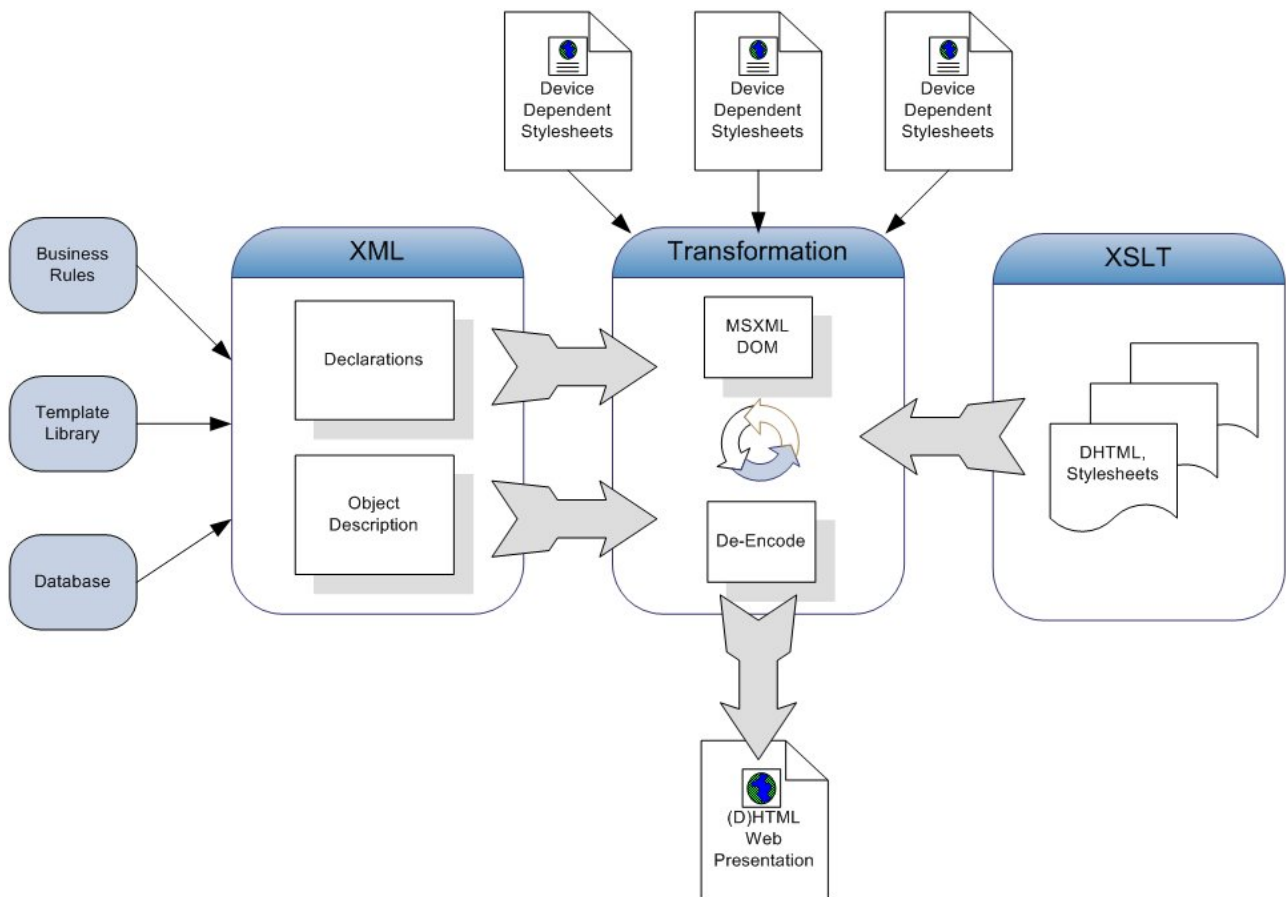 Device
Dependent
Stylesheets
Device
Dependent
Stylesheets
Device
Dependent
Stylesheets
Business
Rules
Template
Library
Database
XML
Declarations
Object
Description
Transformation
MSXML
DOM
De-Encode
XSLT
DHTML,
Stylesheets
(D)HTML
Web
Presentation